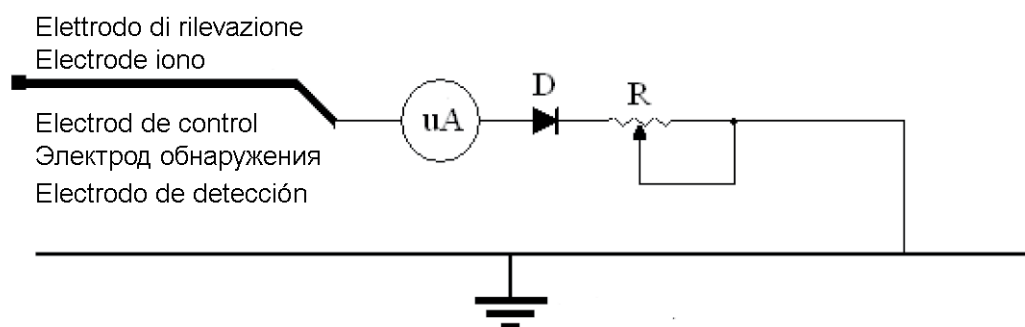 Elettrodo di rilevazione
Electrode iono
Electrod de control
Электрод обнаружения
Electrodo de detección
uA
D
R